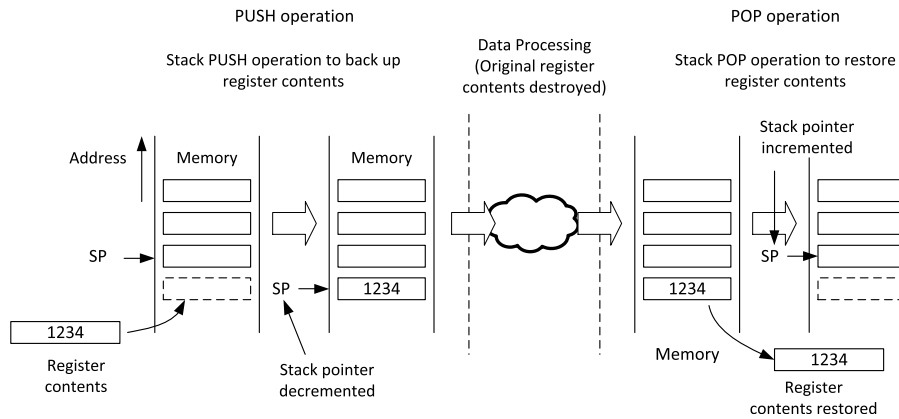 PUSH operation
Stack PUSH operation to back up
register contents
Data Processing
(Original register
contents destroyed)
POP operation
Stack POP operation to restore
register contents
Address
Memory
Memory
Stack pointer
incremented
SP
SP
1234
1234
SP
1234
Register
contents
Stack pointer
decremented
Memory
1234
Register
contents restored